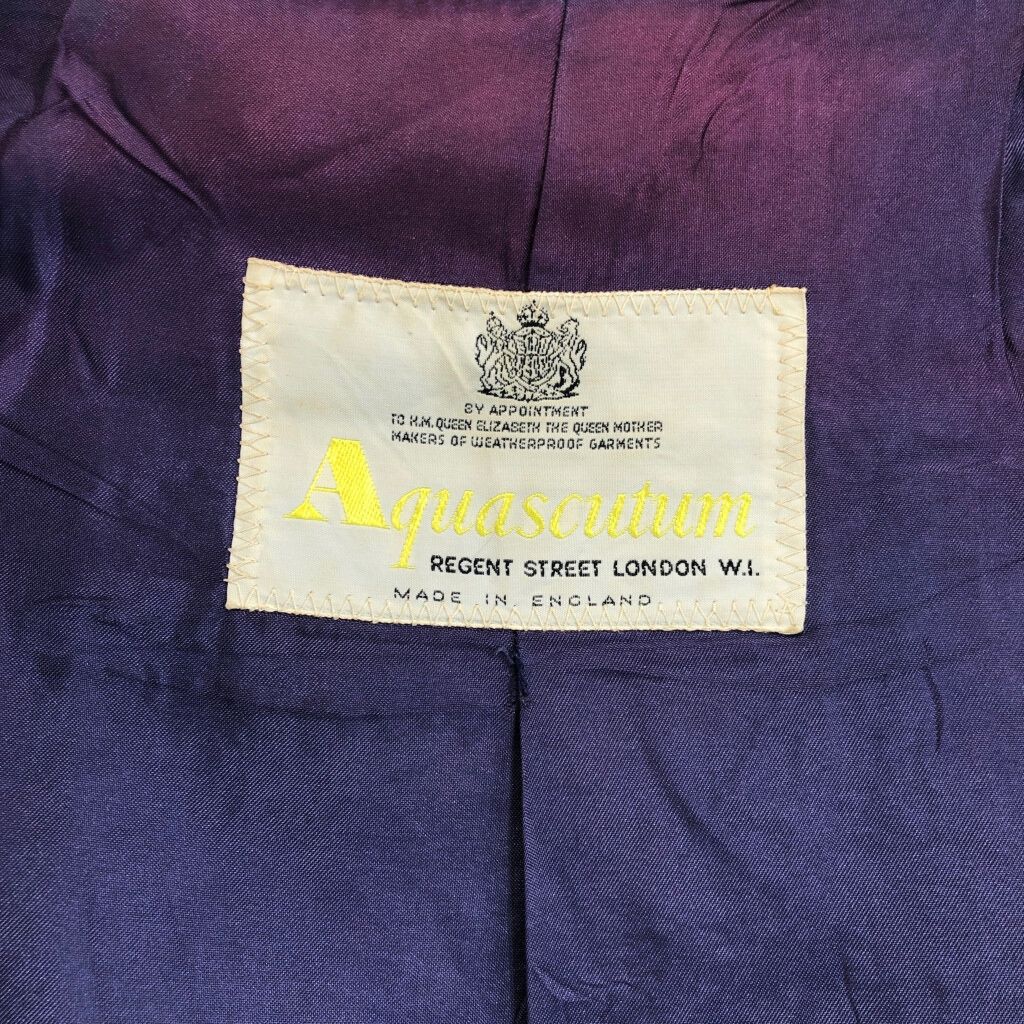 BY APPOINTMENT
TO H.M. QUEEN ELIZABETH THE QUEEN MOTHER
MAKERS OF WEATHERPROOF GARMENTS
Aquascutum
REGENT STREET LONDON W.1.
MADE IN ENGLAND